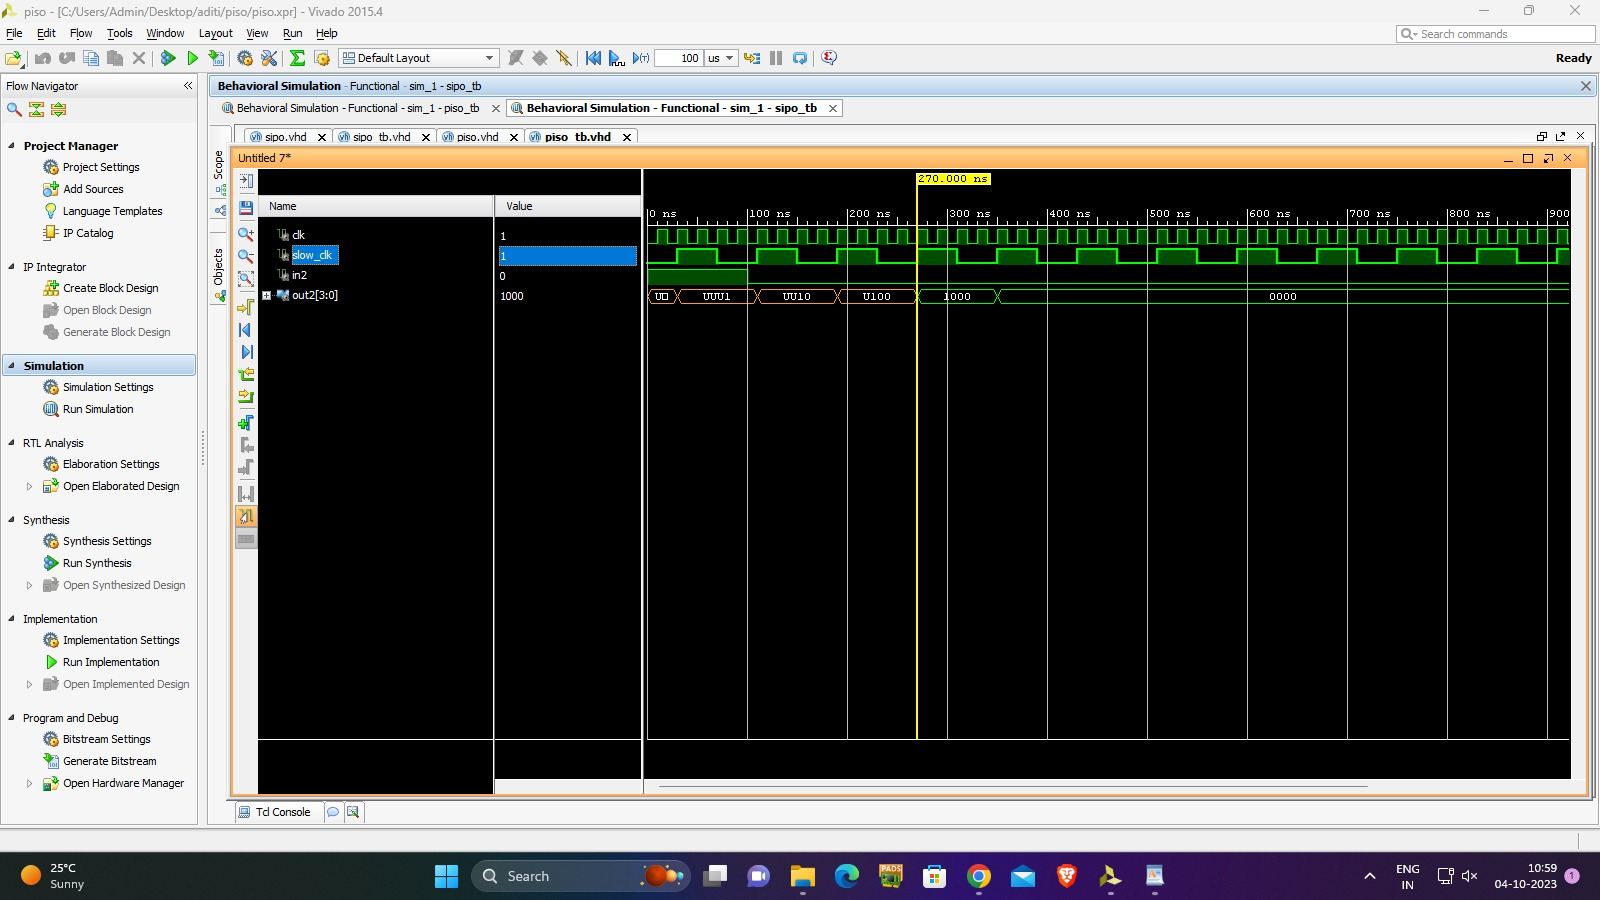 piso - [C:/Users/Admin/Desktop/aditi/piso/piso.xpr] - Vivado 2015.4
File Edit Flow Tools Window Layout View Run Help
Search commands
Default Layout 100 us Ready
Flow Navigator
Project Manager
Project Settings
Add Sources
Language Templates
IP Catalog
IP Integrator
Create Block Design
Open Block Design
Generate Block Design
Simulation
Simulation Settings
Run Simulation
RTL Analysis
Elaboration Settings
Open Elaborated Design
Synthesis
Synthesis Settings
Run Synthesis
Open Synthesized Design
Implementation
Implementation Settings
Run Implementation
Open Implemented Design
Program and Debug
Bitstream Settings
Generate Bitstream
Open Hardware Manager
Behavioral Simulation - Functional - sim_1 - sipo_tb
Behavioral Simulation - Functional - sim_1 - piso_tb Behavioral Simulation - Functional - sim_1 - sipo_tb
sipo.vhd sipo_tb.vhd piso.vhd piso_tb.vhd
Scope
Objects
Untitled 7*
270.000 ns
Name Value
0 ns 100 ns 200 ns 300 ns 400 ns 500 ns 600 ns 700 ns 800 ns 900
clk 1
slow_clk 1
in2 0
out2[3:0] 1000 UUU1 UU10 U100 1000 0000
Tcl Console
25°C
Sunny
Search
PADS
ENG
IN
10:59
04-10-2023
1